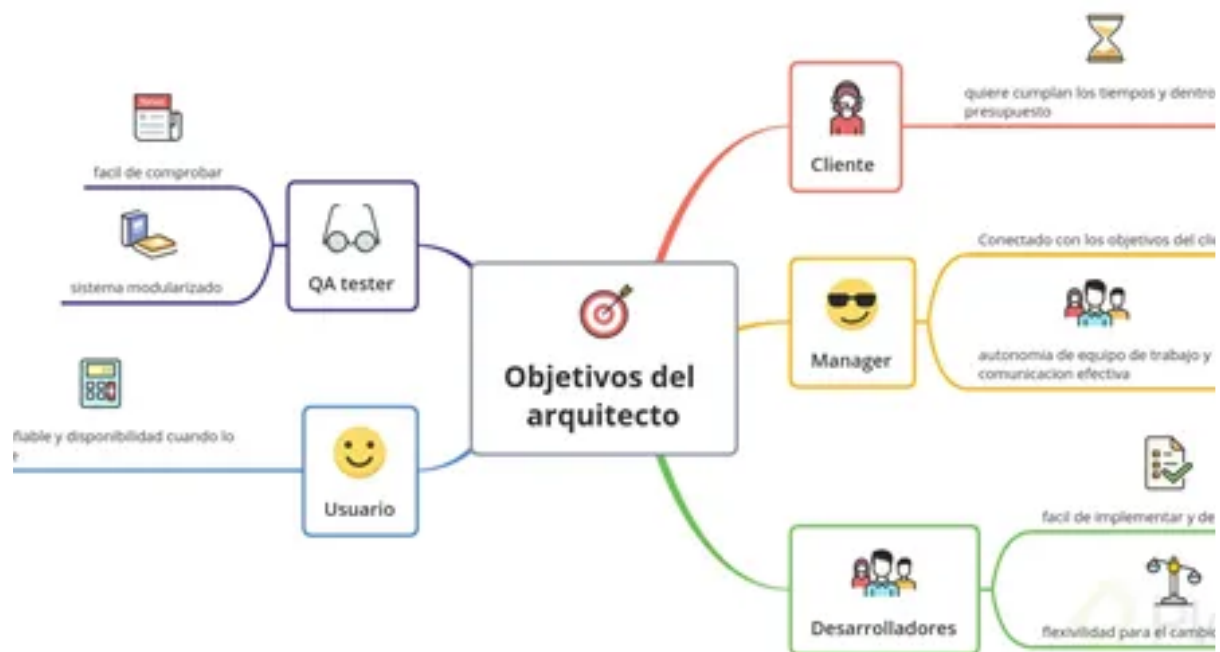 facil de comprobar
sistema modularizado
QA tester
fiable y disponibilidad cuando lo
e
Usuario
Objetivos del
arquitecto
quiere cumplan los tiempos y dentro
presupuesto
Cliente
Conectado con los objetivos del clie
autonomia de equipo de trabajo y
comunicacion efectiva
Manager
facil de implementar y de
flexivilidad para el cambio
Desarrolladores